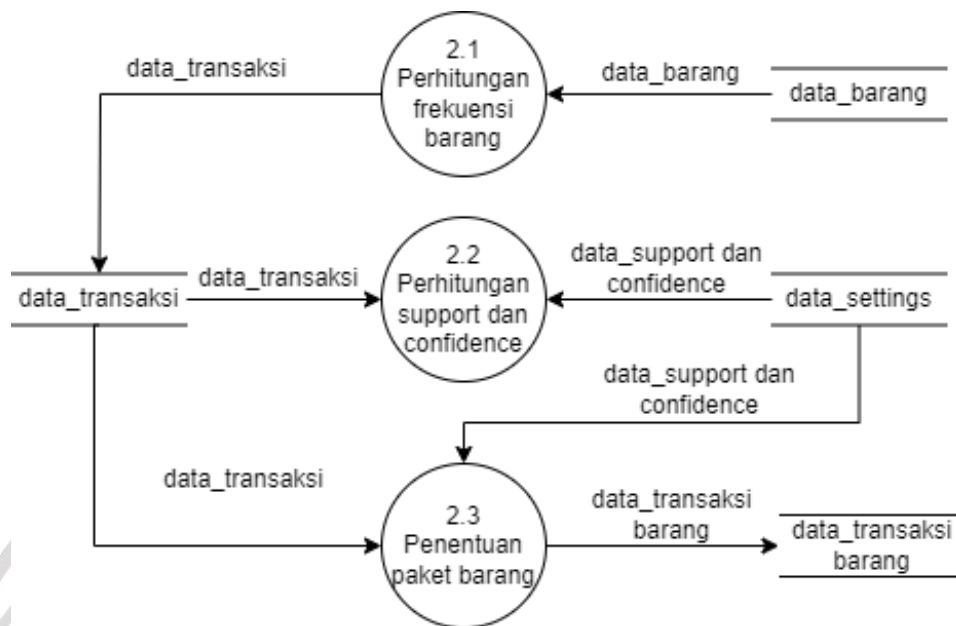 2.1
Perhitungan
frekuensi
barang
data_transaksi
data_barang
data_barang
2.2
Perhitungan
support dan
confidence
data_transaksi
data_transaksi
data_support dan
confidence
data_settings
data_support dan
confidence
data_transaksi
2.3
Penentuan
paket barang
data_transaksi
barang
data_transaksi
barang